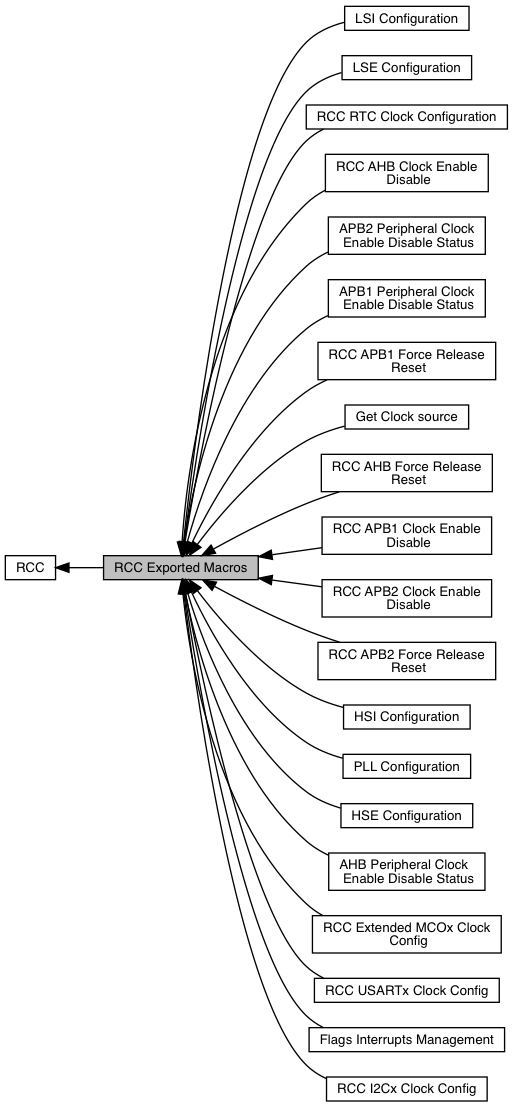 LSI Configuration
LSE Configuration
RCC RTC Clock Configuration
RCC AHB Clock Enable
Disable
APB2 Peripheral Clock
Enable Disable Status
APB1 Peripheral Clock
Enable Disable Status
RCC APB1 Force Release
Reset
Get Clock source
RCC AHB Force Release
Reset
RCC APB1 Clock Enable
Disable
RCC
RCC Exported Macros
RCC APB2 Clock Enable
Disable
RCC APB2 Force Release
Reset
HSI Configuration
PLL Configuration
HSE Configuration
AHB Peripheral Clock
Enable Disable Status
RCC Extended MCOx Clock
Config
RCC USARTx Clock Config
Flags Interrupts Management
RCC I2Cx Clock Config